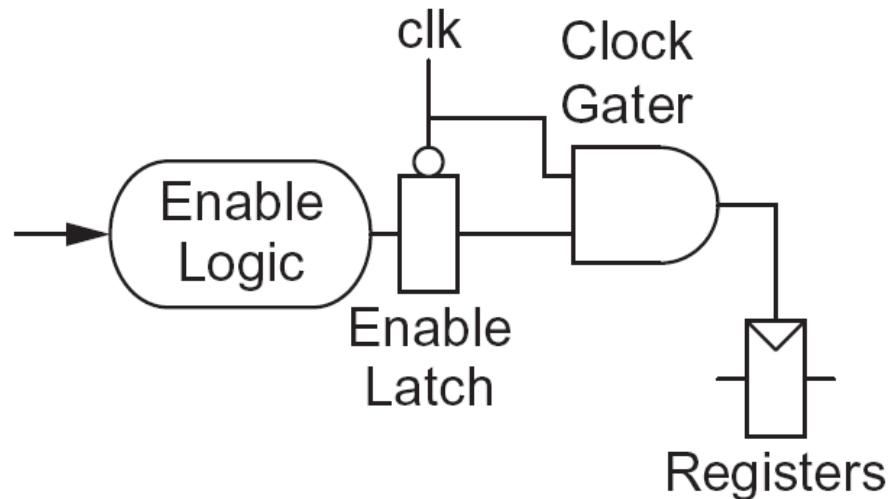 clk
Clock
Gater
Enable
Logic
Enable
Latch
Registers